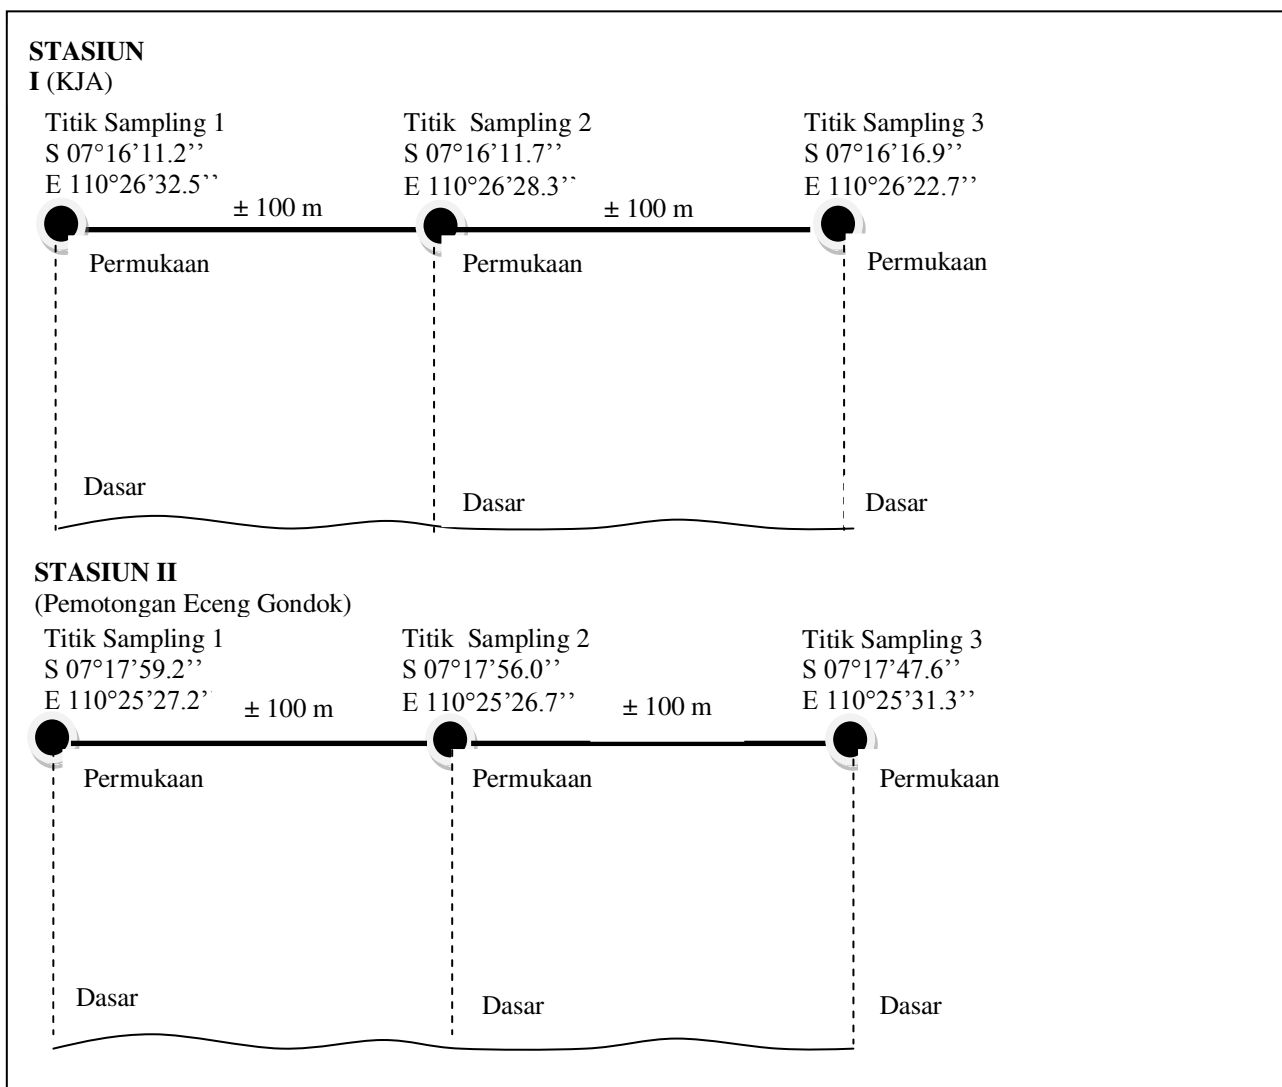 STASIUN
I (KJA)
Titik Sampling 1
S 07°16’11.2’’
E 110°26’32.5’’
Titik Sampling 2
S 07°16’11.7’’
E 110°26’28.3’’
Titik Sampling 3
S 07°16’16.9’’
E 110°26’22.7’’
± 100 m
± 100 m
Permukaan
Permukaan
Permukaan
Dasar
Dasar
Dasar
STASIUN II
(Pemotongan Eceng Gondok)
Titik Sampling 1
S 07°17’59.2’’
E 110°25’27.2’
Titik Sampling 2
S 07°17’56.0’’
E 110°25’26.7’’
Titik Sampling 3
S 07°17’47.6’’
E 110°25’31.3’’
± 100 m
± 100 m
Permukaan
Permukaan
Permukaan
Dasar
Dasar
Dasar